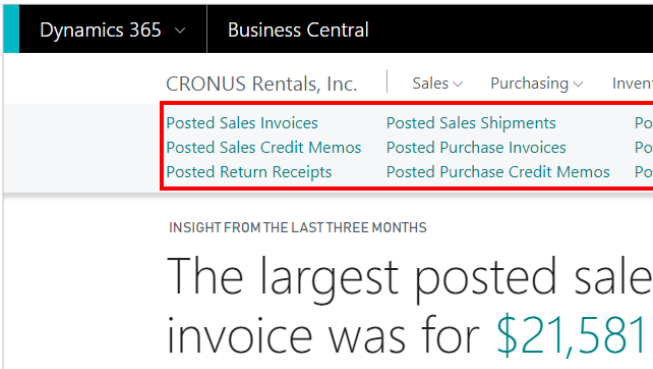 Dynamics 365 Business Central
CRONUS Rentals, Inc. Sales Purchasing
Posted Sales Invoices Posted Sales Shipments
Posted Sales Credit Memos Posted Purchase Invoices
Posted Return Receipts Posted Purchase Credit Memos
INSIGHT FROM THE LAST THREE MONTHS
The largest posted sale
invoice was for $21,581